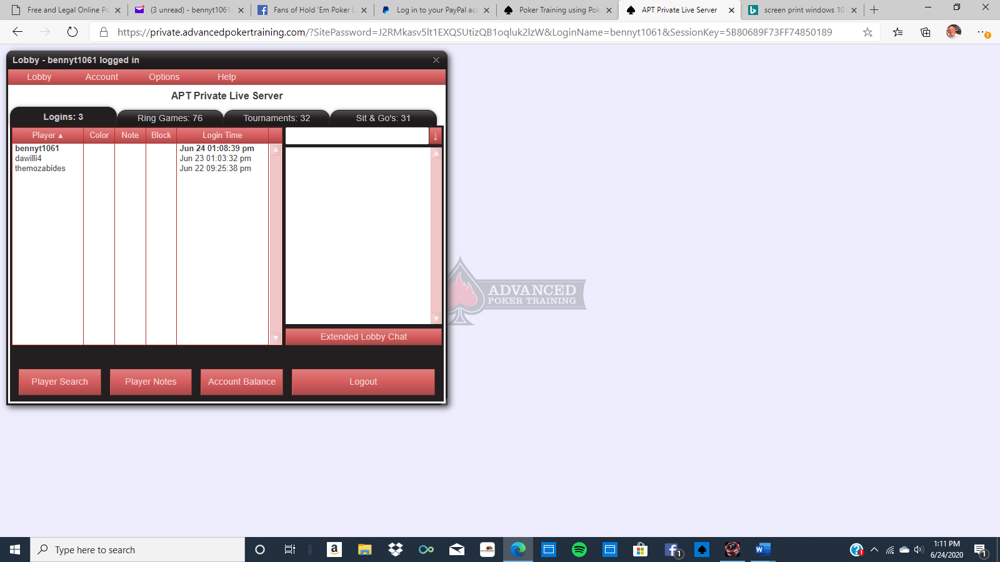 Free and Legal Online Po
(3 unread) - bennyt1061
Fans of Hold 'Em Poker L
Log in to your PayPal acc
Poker Training using Pok
APT Private Live Server
screen print windows 10
https://private.advancedpokertraining.com/?SitePassword=J2RMkasv5lt1EXQSUtizQB1oqluk2lzW&LoginName=bennyt1061&SessionKey=5B80689F73FF74850189
Lobby - bennyt1061 logged in
Lobby Account Options Help
APT Private Live Server
Logins: 3 Ring Games: 76 Tournaments: 32 Sit & Go's: 31
Player ▲ Color Note Block Login Time
bennyt1061 Jun 24 01:08:39 pm
dawilli4 Jun 23 01:03:32 pm
themozabides Jun 22 09:25:38 pm
ADVANCED
POKER TRAINING
Extended Lobby Chat
Player Search Player Notes Account Balance Logout
Type here to search
1:11 PM
6/24/2020